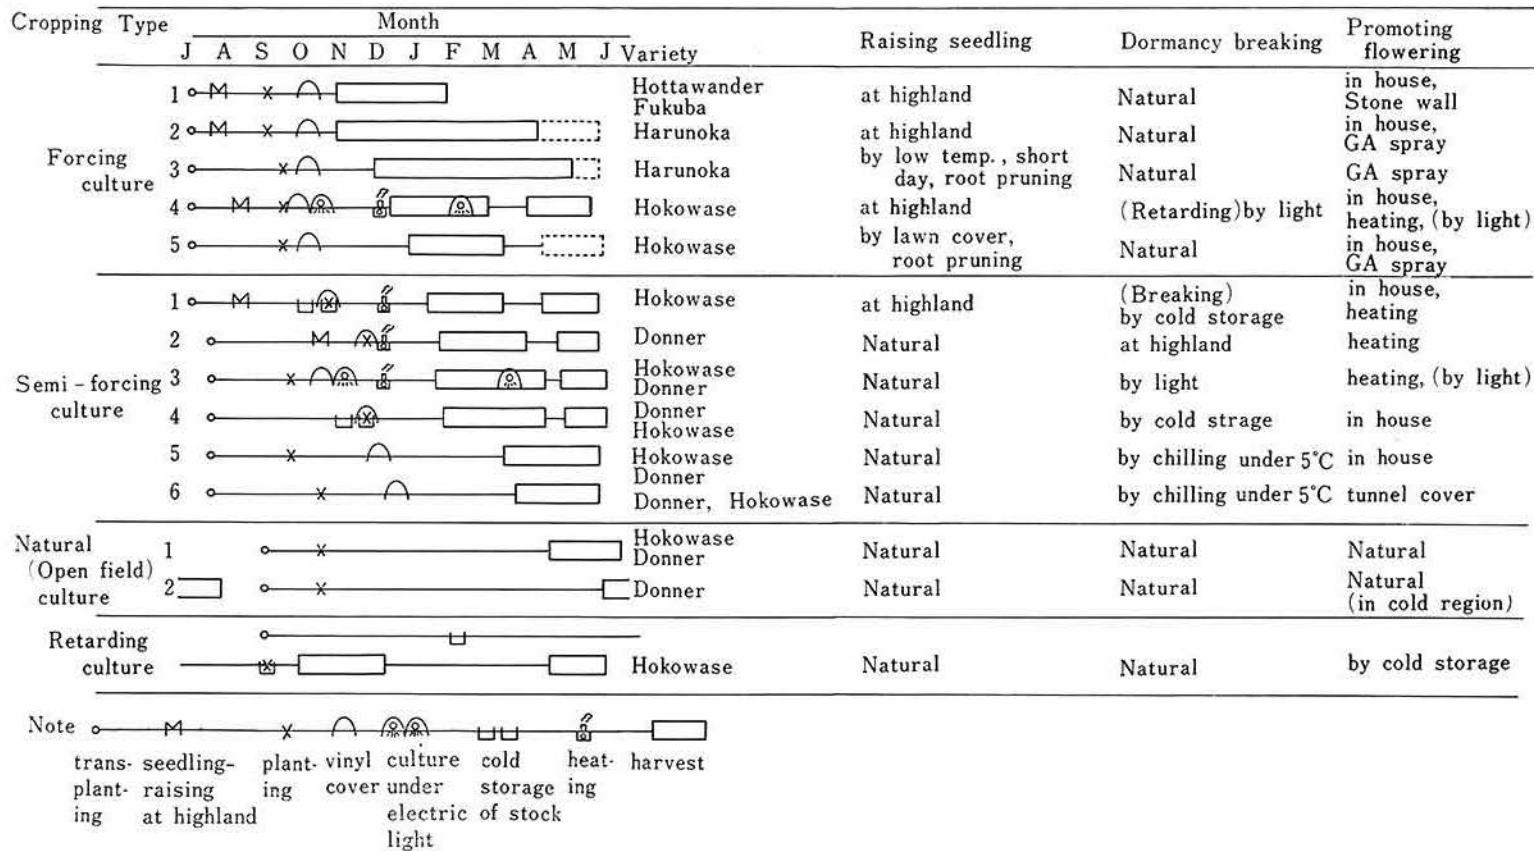 Cropping Type Month Variety Raising seedling Dormancy breaking Promoting flowering
J A S O N D J F M A M J
Forcing culture
1 Hottawander Fukuba at highland Natural in house, Stone wall
2 Harunoka at highland Natural in house, GA spray
3 Harunoka by low temp., short day, root pruning Natural GA spray
4 Hokowase at highland (Retarding) by light in house, heating, (by light)
5 Hokowase by lawn cover, root pruning Natural in house, GA spray
Semi-forcing culture
1 Hokowase at highland (Breaking) by cold storage in house, heating
2 Donner Natural at highland heating
3 Hokowase Donner Natural by light heating, (by light)
4 Donner Hokowase Natural by cold strage in house
5 Hokowase Donner Natural by chilling under 5°C in house
6 Donner, Hokowase Natural by chilling under 5°C tunnel cover
Natural (Open field) culture
1 Hokowase Donner Natural Natural Natural
2 Donner Natural Natural Natural (in cold region)
Retarding culture
Hokowase Natural Natural by cold storage
Note
trans-plant-ing
seedling-raising at highland
plant-ing
vinyl cover
culture under electric light
cold storage of stock
heat-ing
harvest